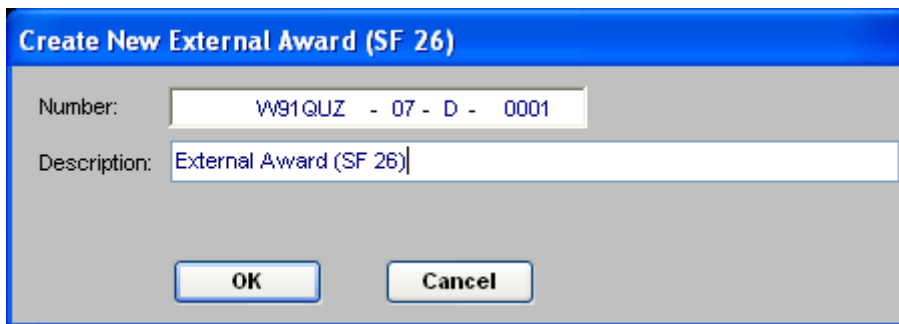 Create New External Award (SF 26)
Number: W91QUZ - 07 - D - 0001
Description: External Award (SF 26)
OK Cancel